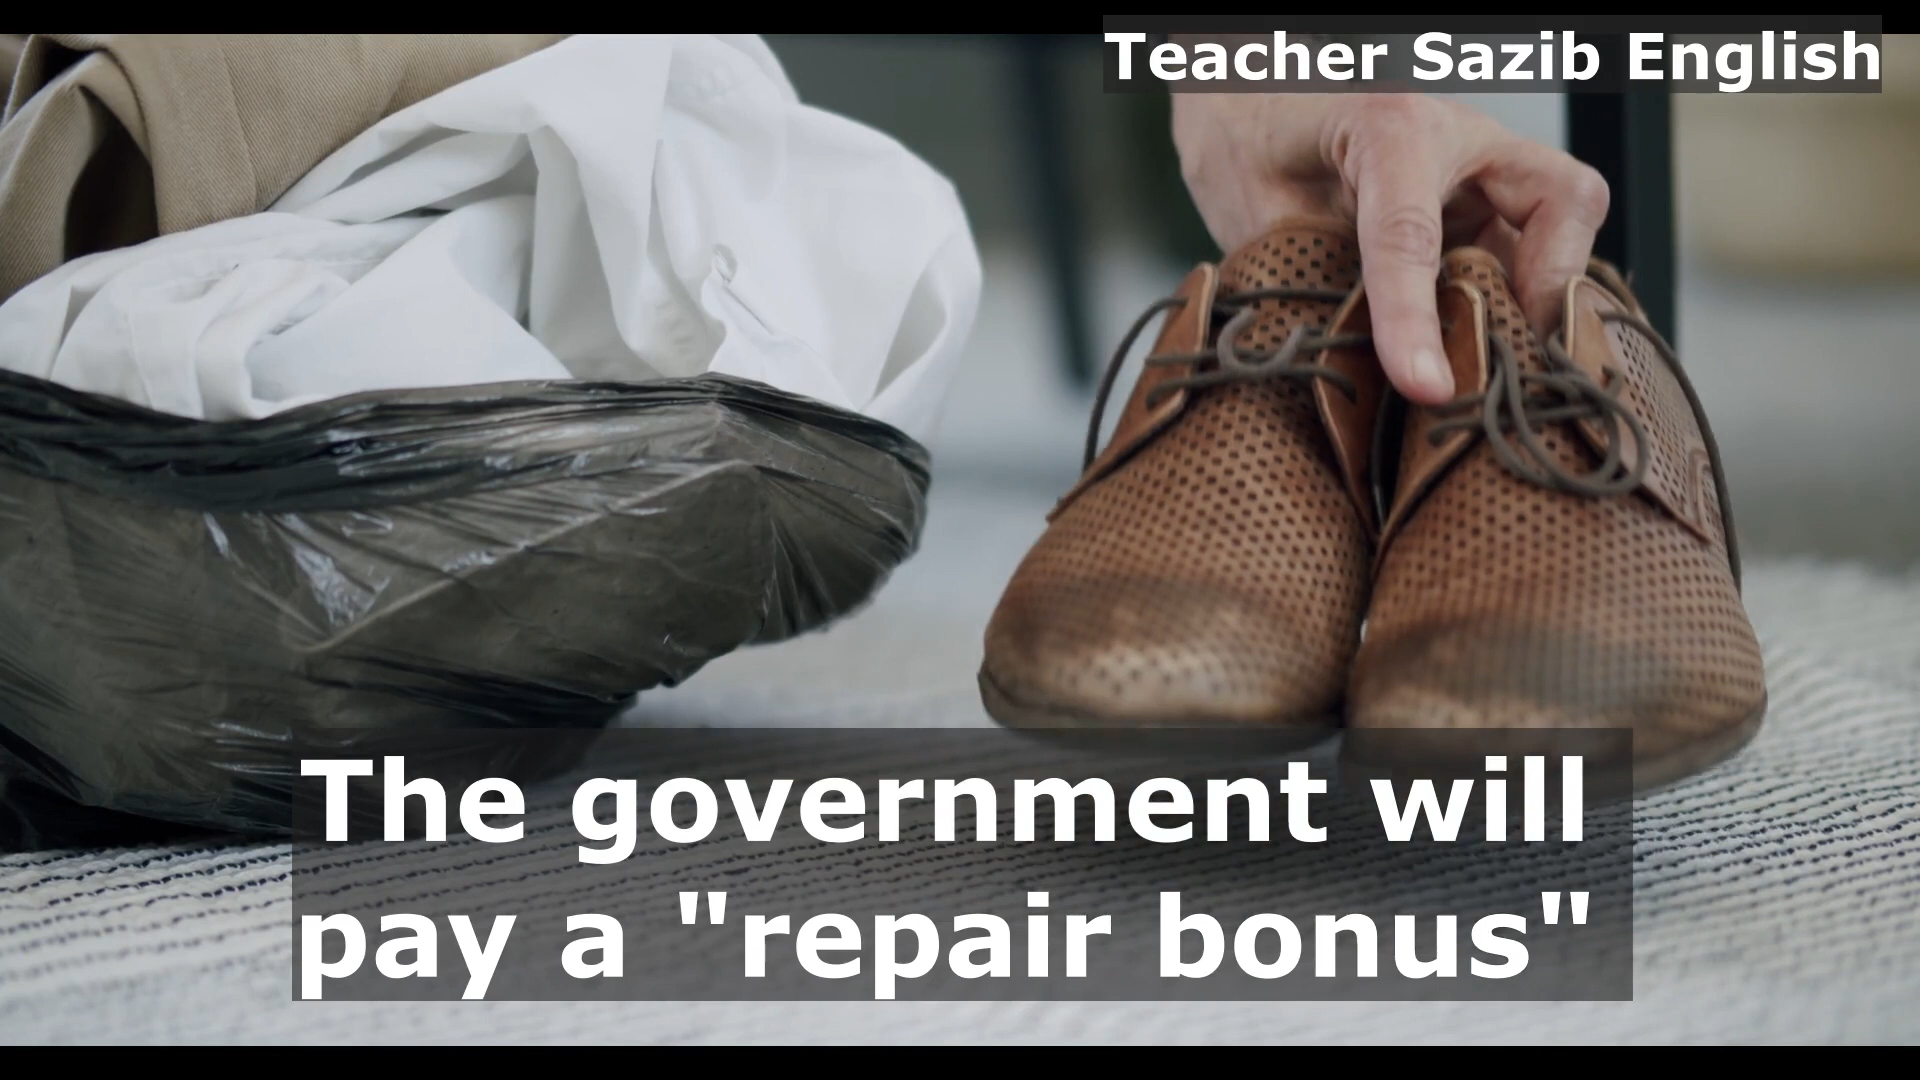 Teacher Sazib English
The government will
pay a "repair bonus"